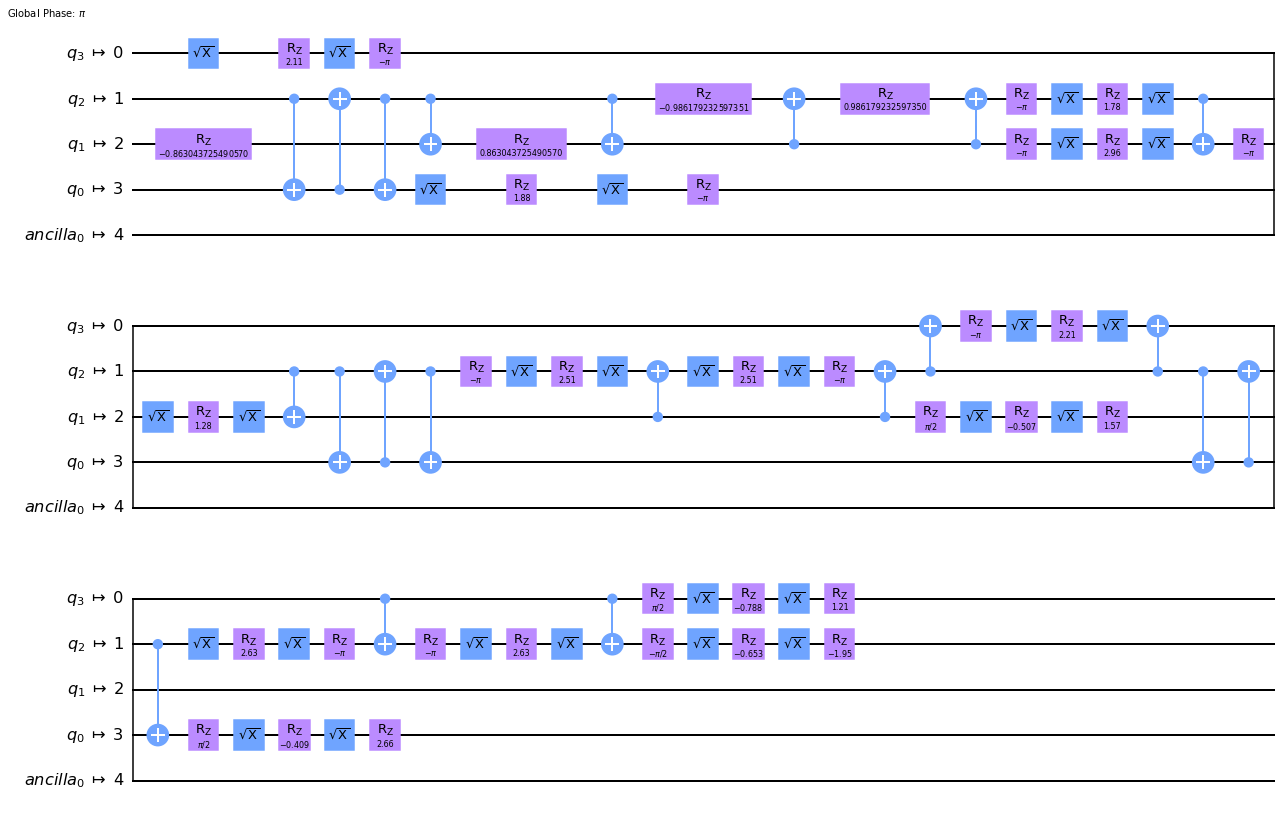 Global Phase: π
q3 ↦ 0 √X RZ 2.11 √X RZ −π
q2 ↦ 1 RZ −0.986179232597351 RZ 0.986179232597350 RZ −π √X RZ 1.78 √X
q1 ↦ 2 RZ −0.863043725490570 RZ 0.863043725490570 RZ −π √X RZ 2.96 √X RZ −π
q0 ↦ 3 √X RZ 1.88 √X RZ −π
ancilla0 ↦ 4
q3 ↦ 0 RZ −π √X RZ 2.21 √X
q2 ↦ 1 RZ −π √X RZ 2.51 √X √X RZ 2.51 √X RZ −π
q1 ↦ 2 √X RZ 1.28 √X RZ π/2 √X RZ −0.507 √X RZ 1.57
q0 ↦ 3
ancilla0 ↦ 4
q3 ↦ 0 RZ π/2 √X RZ −0.788 √X RZ 1.21
q2 ↦ 1 √X RZ 2.63 √X RZ −π RZ −π √X RZ 2.63 √X RZ −π/2 √X RZ −0.653 √X RZ −1.95
q1 ↦ 2
q0 ↦ 3 RZ π/2 √X RZ −0.409 √X RZ 2.66
ancilla0 ↦ 4